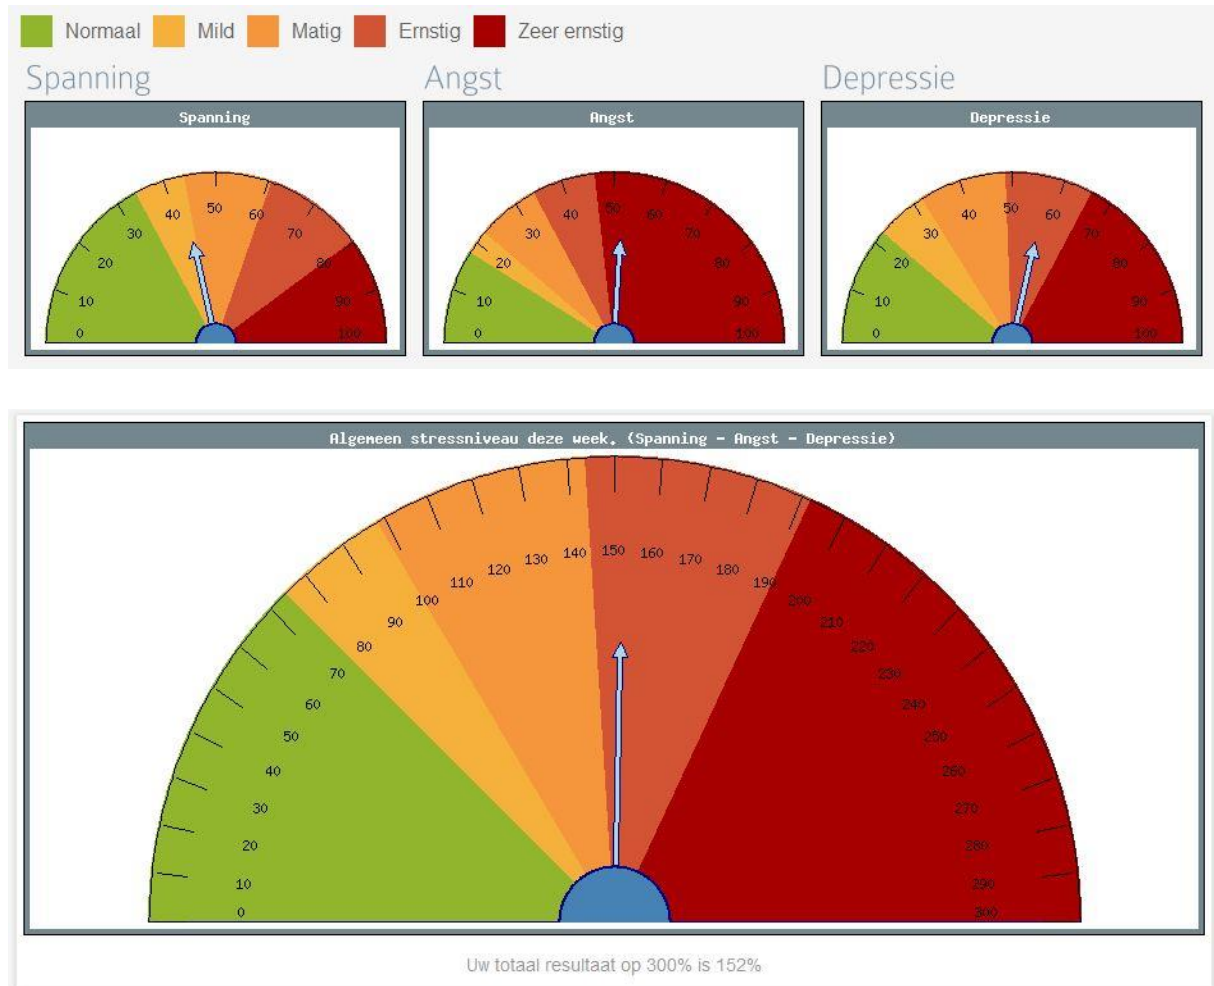 Normaal Mild Matig Ernstig Zeer ernstig
Spanning Angst Depressie
Spanning
0 10 20 30 40 50 60 70 80 90 100
Angst
0 10 20 30 40 50 60 70 80 90 100
Depressie
0 10 20 30 40 50 60 70 80 90 100
Algemeen stressniveau deze week. (Spanning - Angst - Depressie)
0 10 20 30 40 50 60 70 80 90 100 110 120 130 140 150 160 170 180 190 200 210 220 230 240 250 260 270 280 290 300
Uw totaal resultaat op 300% is 152%